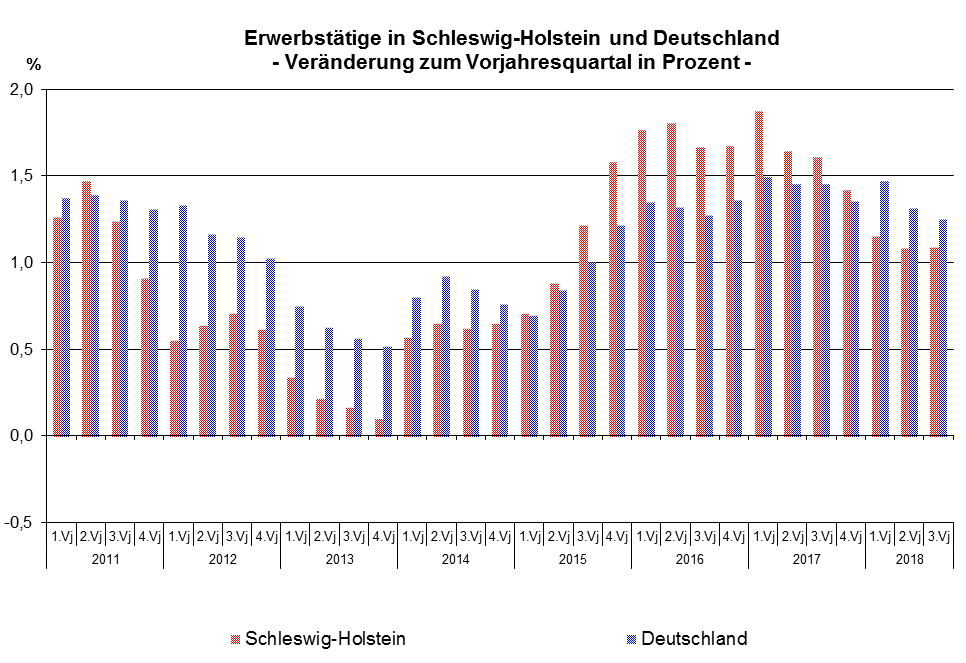 Erwerbstätige in Schleswig-Holstein und Deutschland
- Veränderung zum Vorjahresquartal in Prozent -
%
2,0
1,5
1,0
0,5
0,0
-0,5
1.Vj 2.Vj 3.Vj 4.Vj 1.Vj 2.Vj 3.Vj 4.Vj 1.Vj 2.Vj 3.Vj 4.Vj 1.Vj 2.Vj 3.Vj 4.Vj 1.Vj 2.Vj 3.Vj 4.Vj 1.Vj 2.Vj 3.Vj 4.Vj 1.Vj 2.Vj 3.Vj 4.Vj 1.Vj 2.Vj 3.Vj
2011 2012 2013 2014 2015 2016 2017 2018
Schleswig-Holstein Deutschland